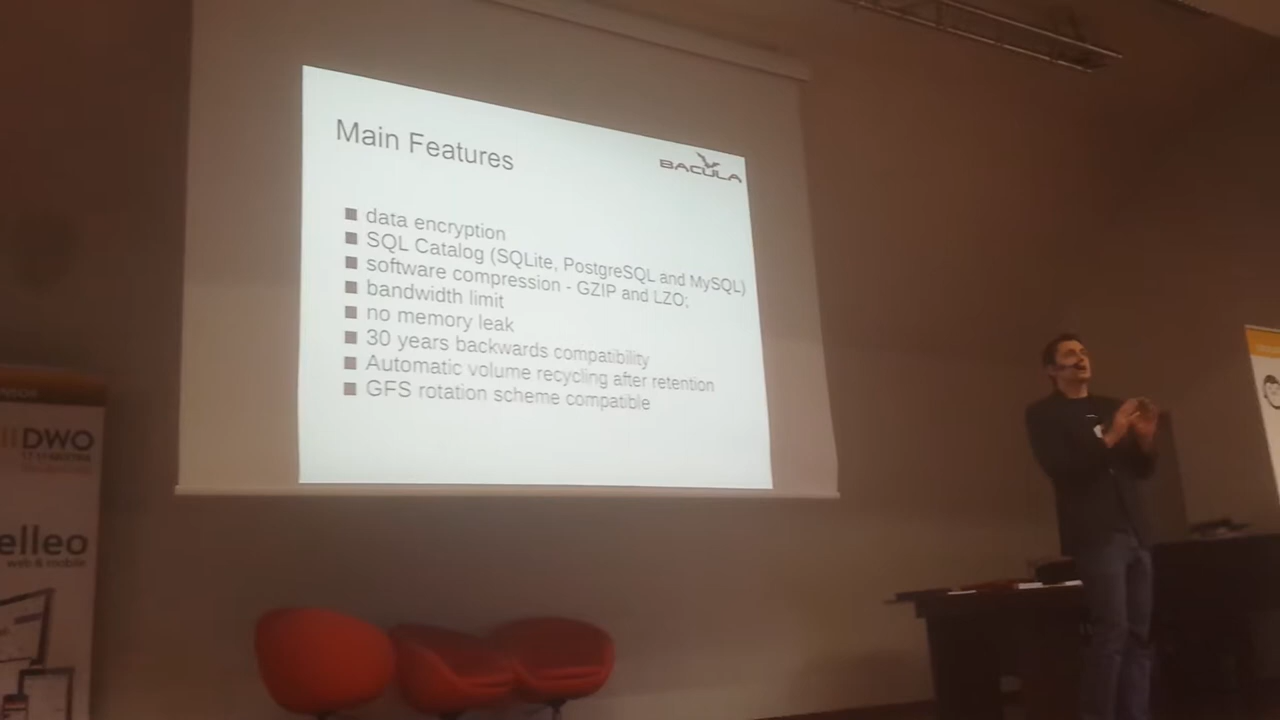 Main Features
BACULA
data encryption
SQL Catalog (SQLite, PostgreSQL and MySQL)
software compression - GZIP and LZO;
bandwidth limit
no memory leak
30 years backwards compatibility
Automatic volume recycling after retention
GFS rotation scheme compatible
DWO
elleo
web & mobile